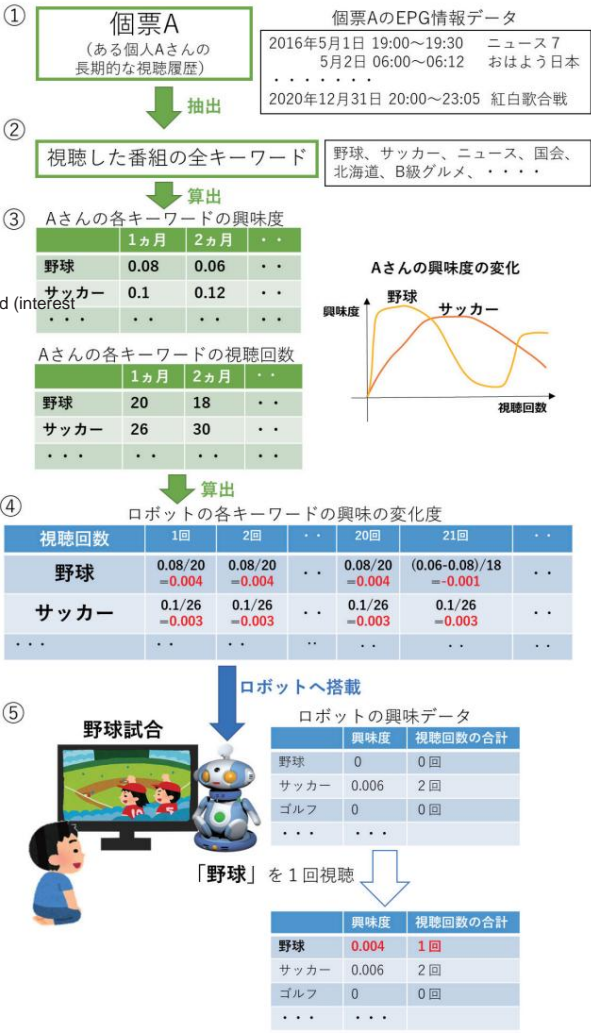 ①
個票A
(ある個人Aさんの
長期的な視聴履歴)
個票AのEPG情報データ
2016年5月1日 19:00～19:30 ニュース７
5月2日 06:00～06:12 おはよう日本
・・・・・・・
2020年12月31日 20:00～23:05 紅白歌合戦
抽出
②
視聴した番組の全キーワード
野球、サッカー、ニュース、国会、
北海道、B級グルメ、・・・・
算出
③
Aさんの各キーワードの興味度
1ヵ月 2ヵ月 ・・
野球 0.08 0.06 ・・
サッカー 0.1 0.12 ・・
d (interest
・・・ ・・ ・・ ・・
Aさんの興味度の変化
興味度
野球
サッカー
視聴回数
Aさんの各キーワードの視聴回数
1ヵ月 2ヵ月 ・・
野球 20 18 ・・
サッカー 26 30 ・・
・・・ ・・ ・・ ・・
算出
④
ロボットの各キーワードの興味の変化度
視聴回数 1回 2回 ・・ 20回 21回 ・・
野球 0.08/20 0.08/20 ・・ 0.08/20 (0.06-0.08)/18 ・・
=0.004 =0.004 =0.004 =-0.001
サッカー 0.1/26 0.1/26 ・・ 0.1/26 0.1/26 ・・
=0.003 =0.003 =0.003 =0.003
・・・ ・・ ・・ ・・ ・・ ・・ ・・
ロボットへ搭載
⑤
野球試合
ロボットの興味データ
興味度 視聴回数の合計
野球 0 0回
サッカー 0.006 2回
ゴルフ 0 0回
・・・ ・・・
「野球」を１回視聴
興味度 視聴回数の合計
野球 0.004 1回
サッカー 0.006 2回
ゴルフ 0 0回
・・・ ・・・